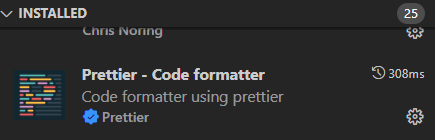 INSTALLED 25
Chris Noring
Prettier - Code formatter 308ms
Code formatter using prettier
Prettier